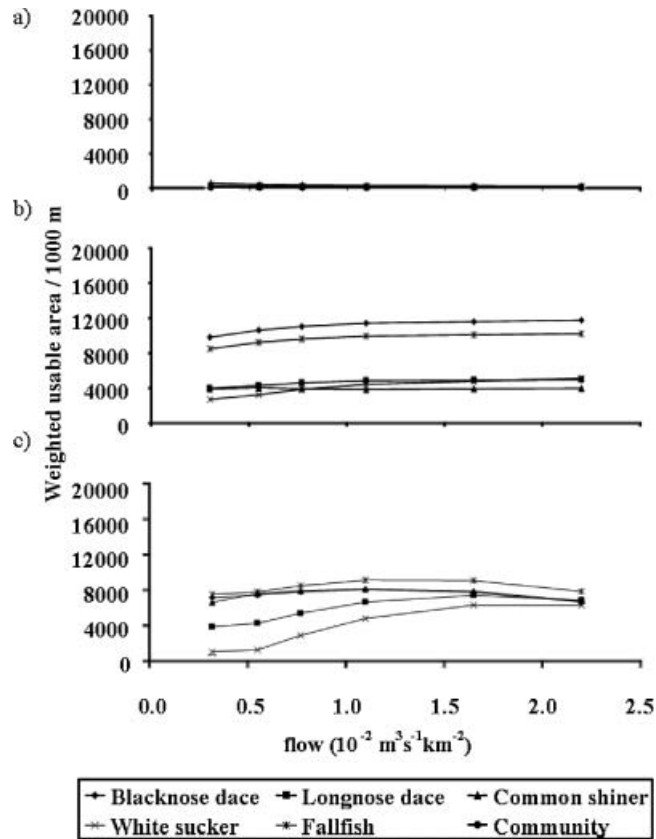 a)
20000
16000
12000
8000
4000
0
b)
20000
16000
12000
8000
4000
0
c)
20000
16000
12000
8000
4000
0
Weighted usable area / 1000 m
0.0 0.5 1.0 1.5 2.0 2.5
flow (10⁻² m³s⁻¹km⁻²)
Blacknose dace Longnose dace Common shiner
White sucker Fallfish Community